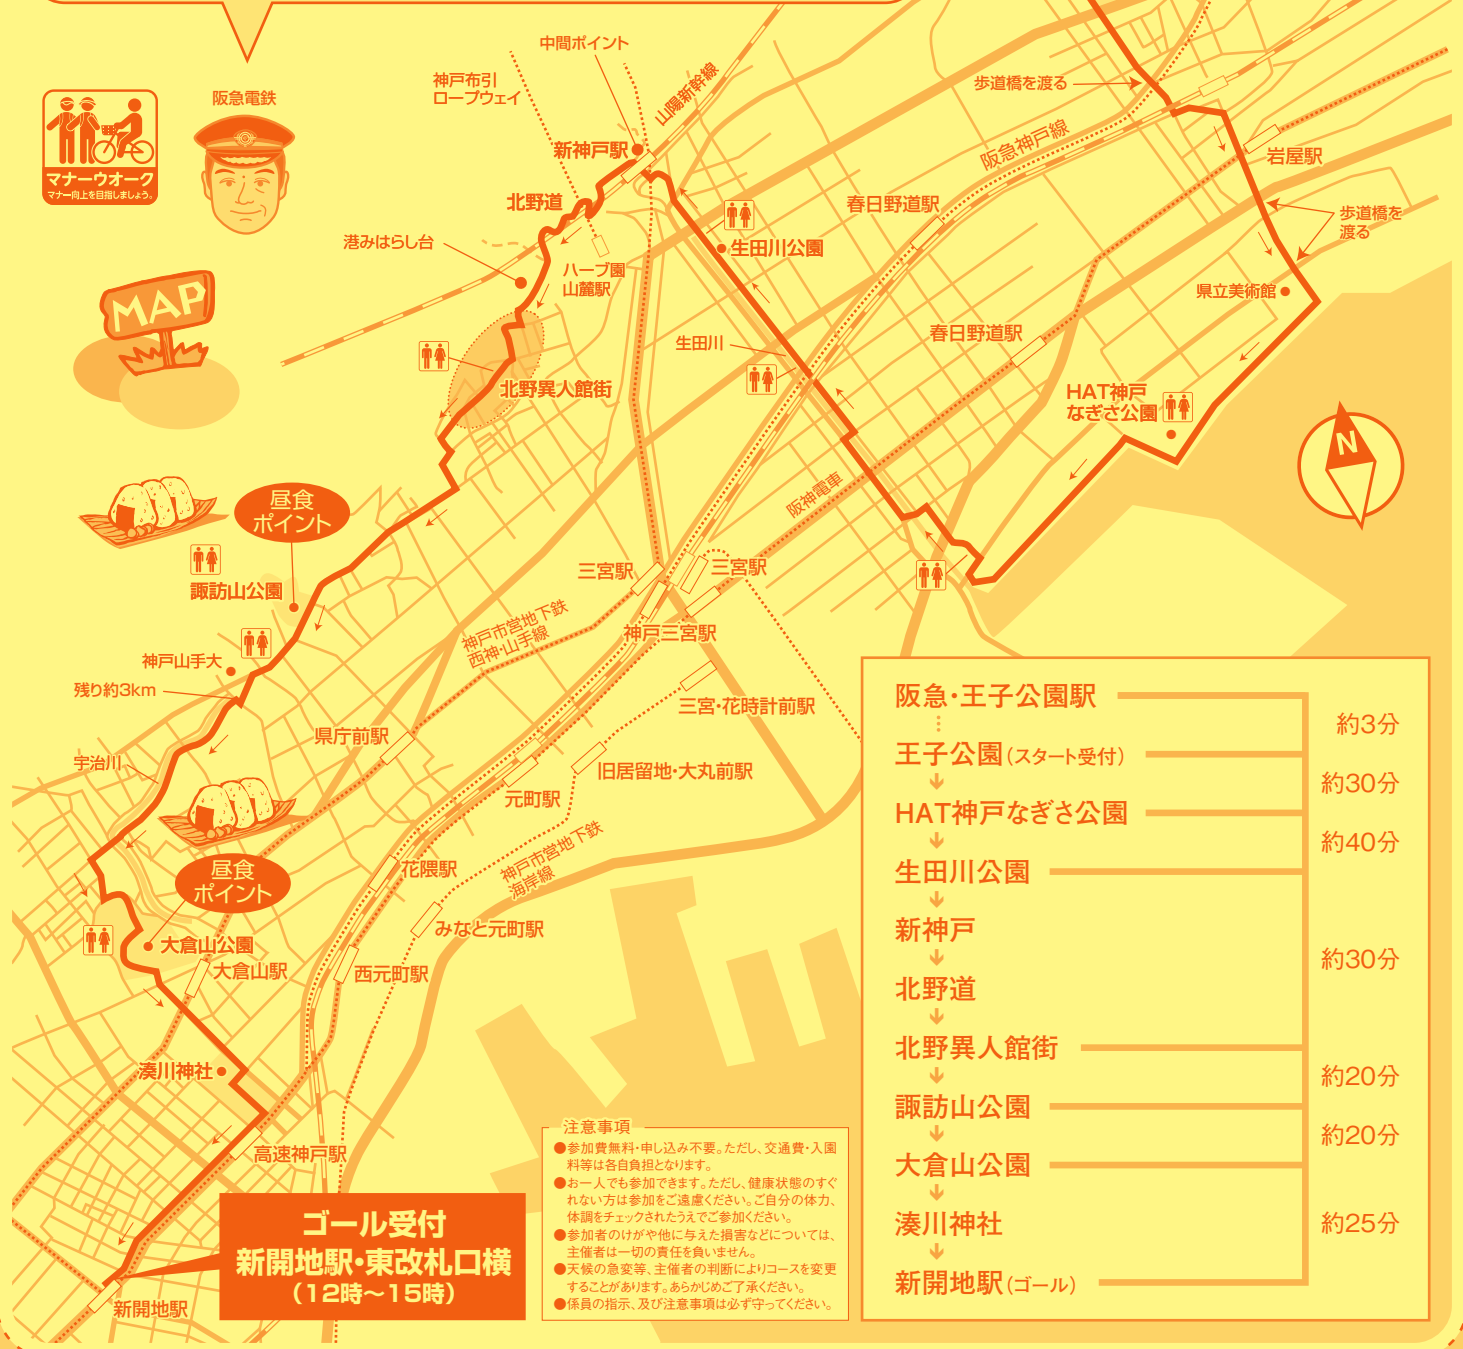 中間ポイント
神戸布引
ロープウェイ
山陽新幹線
歩道橋を渡る
阪急電鉄
マナーウオーク
マナー向上を目指しましょう。
新神戸駅
阪急神戸線
岩屋駅
北野道
春日野道駅
歩道橋を
渡る
港みはらし台
生田川公園
ハーブ園
山麓駅
県立美術館
MAP
生田川
春日野道駅
北野異人館街
HAT神戸
なぎさ公園
N
昼食
ポイント
阪神電車
諏訪山公園
三宮駅
三宮駅
神戸市営地下鉄
西神・山手線
神戸三宮駅
神戸山手大
残り約3km
三宮・花時計前駅
県庁前駅
宇治川
旧居留地・大丸前駅
元町駅
神戸市営地下鉄
海岸線
花隈駅
昼食
ポイント
みなと元町駅
大倉山公園
大倉山駅
西元町駅
湊川神社
高速神戸駅
ゴール受付
新開地駅・東改札口横
(12時〜15時)
新開地駅
注意事項
●参加費無料・申し込み不要。ただし、交通費・入園
料等は各自負担となります。
●お一人でも参加できます。ただし、健康状態のすぐ
れない方は参加をご遠慮ください。ご自分の体力、
体調をチェックされたうえでご参加ください。
●参加者のけがや他に与えた損害などについては、
主催者は一切の責任を負いません。
●天候の急変等、主催者の判断によりコースを変更
することがあります。あらかじめご了承ください。
●係員の指示、及び注意事項は必ず守ってください。
阪急・王子公園駅
約3分
王子公園(スタート受付)
約30分
HAT神戸なぎさ公園
約40分
生田川公園
新神戸
約30分
北野道
北野異人館街
約20分
諏訪山公園
約20分
大倉山公園
湊川神社
約25分
新開地駅(ゴール)